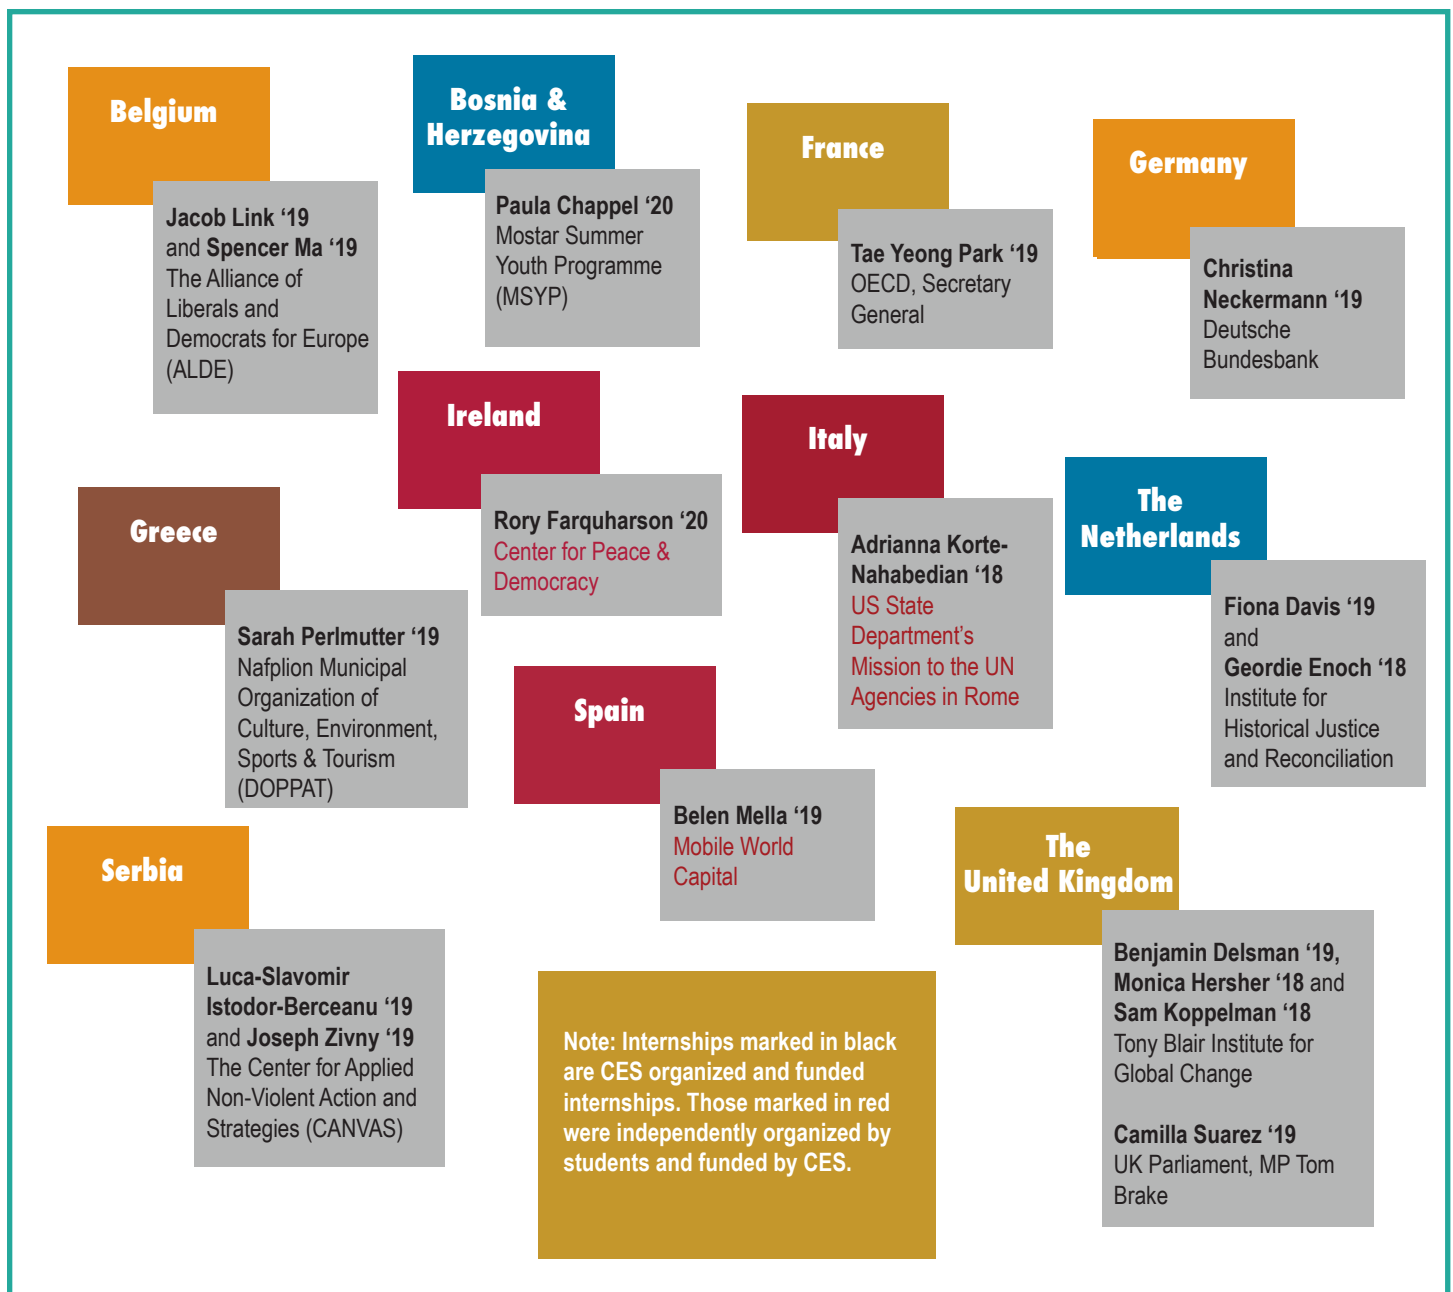 Belgium
Jacob Link ‘19
and Spencer Ma ‘19
The Alliance of
Liberals and
Democrats for Europe
(ALDE)
Bosnia &
Herzegovina
Paula Chappel ‘20
Mostar Summer
Youth Programme
(MSYP)
France
Tae Yeong Park ‘19
OECD, Secretary
General
Germany
Christina
Neckermann ‘19
Deutsche
Bundesbank
Greece
Sarah Perlmutter ‘19
Nafplion Municipal
Organization of
Culture, Environment,
Sports & Tourism
(DOPPAT)
Ireland
Rory Farquharson ‘20
Center for Peace &
Democracy
Italy
Adrianna Korte-
Nahabedian ‘18
US State
Department’s
Mission to the UN
Agencies in Rome
The
Netherlands
Fiona Davis ‘19
and
Geordie Enoch ‘18
Institute for
Historical Justice
and Reconciliation
Serbia
Luca-Slavomir
Istodor-Berceanu ‘19
and Joseph Zivny ‘19
The Center for Applied
Non-Violent Action and
Strategies (CANVAS)
Spain
Belen Mella ‘19
Mobile World
Capital
The
United Kingdom
Benjamin Delsman ‘19,
Monica Hersher ‘18 and
Sam Koppelman ‘18
Tony Blair Institute for
Global Change
Camilla Suarez ‘19
UK Parliament, MP Tom
Brake
Note: Internships marked in black
are CES organized and funded
internships. Those marked in red
were independently organized by
students and funded by CES.